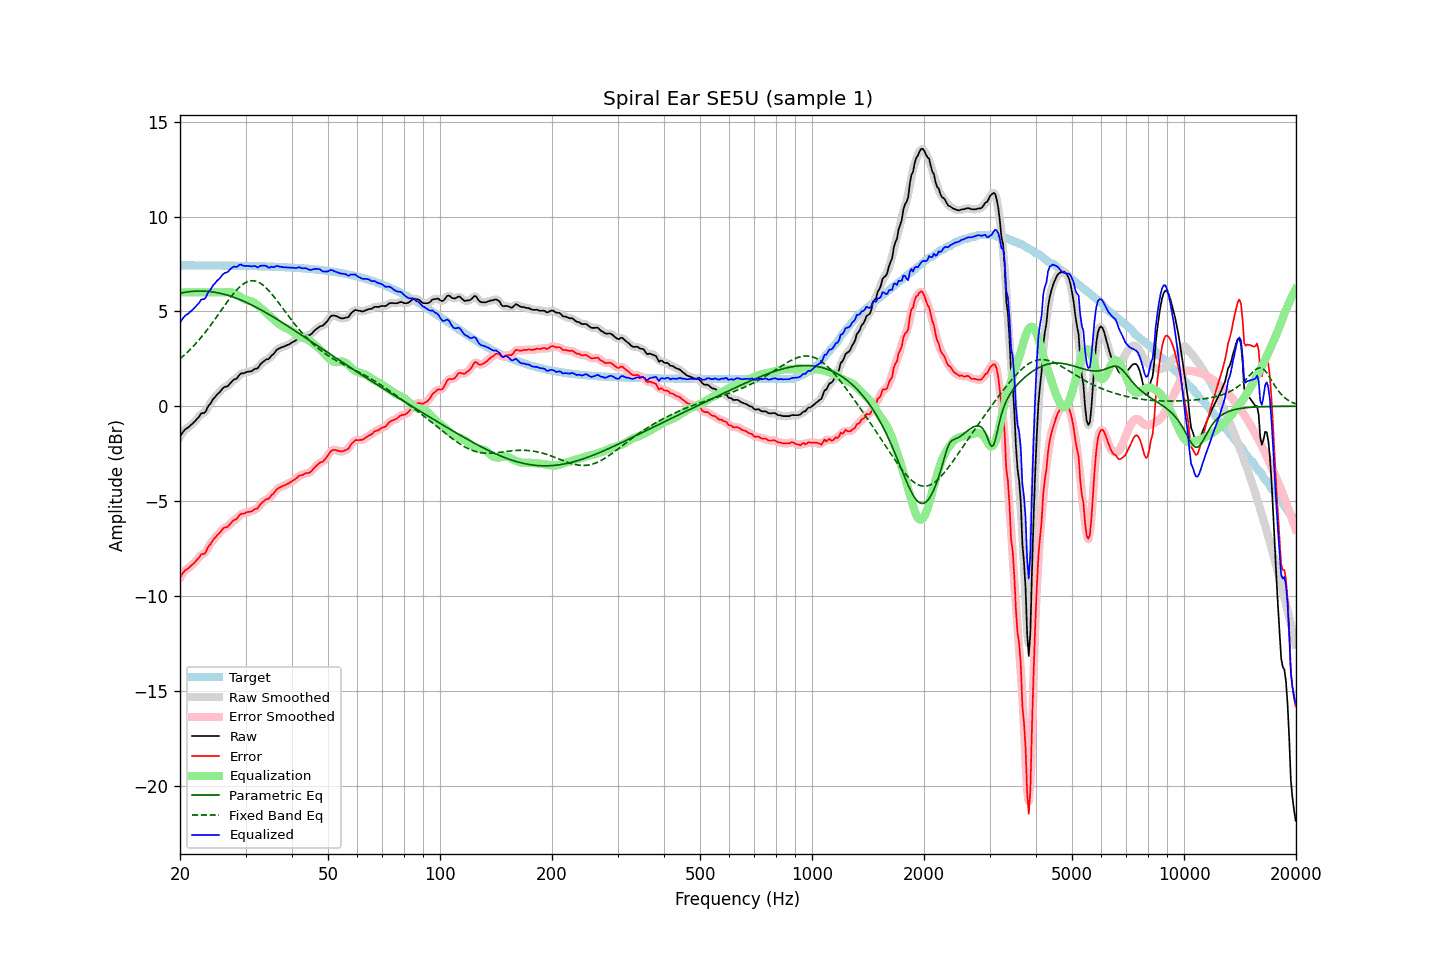 Spiral Ear SE5U (sample 1)
15
10
5
0
−5
−10
−15
−20
Amplitude (dBr)
Target
Raw Smoothed
Error Smoothed
Raw
Error
Equalization
Parametric Eq
Fixed Band Eq
Equalized
20 50 100 200 500 1000 2000 5000 10000 20000
Frequency (Hz)